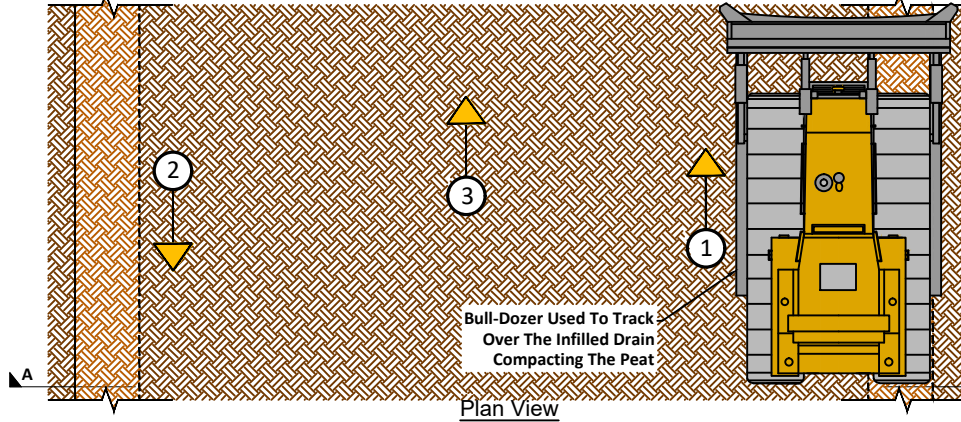 2
3
1
Bull-Dozer Used To Track
Over The Infilled Drain
Compacting The Peat
A
Plan View